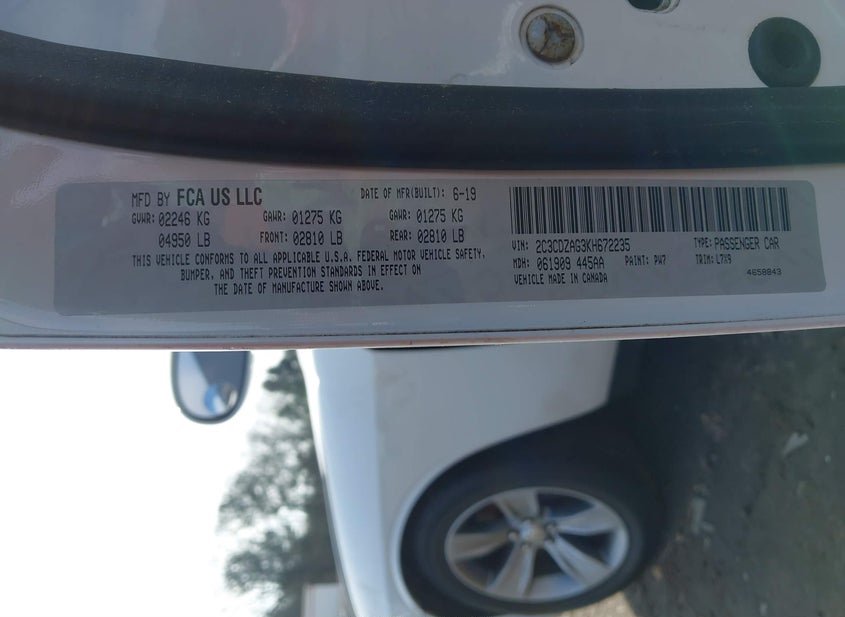 MFD BY FCA US LLC
DATE OF MFR(BUILT): 6-19
GVWR: 02246 KG GAWR: 01275 KG GAWR: 01275 KG
04950 LB FRONT: 02810 LB REAR: 02810 LB
THIS VEHICLE CONFORMS TO ALL APPLICABLE U.S.A. FEDERAL MOTOR VEHICLE SAFETY,
BUMPER, AND THEFT PREVENTION STANDARDS IN EFFECT ON
THE DATE OF MANUFACTURE SHOWN ABOVE.
VIN: 2C3CDZAG3KH672235 TYPE: PASSENGER CAR
MDH: 061909 445AA PAINT: PW7 TRIM: L7X9
VEHICLE MADE IN CANADA
4658843